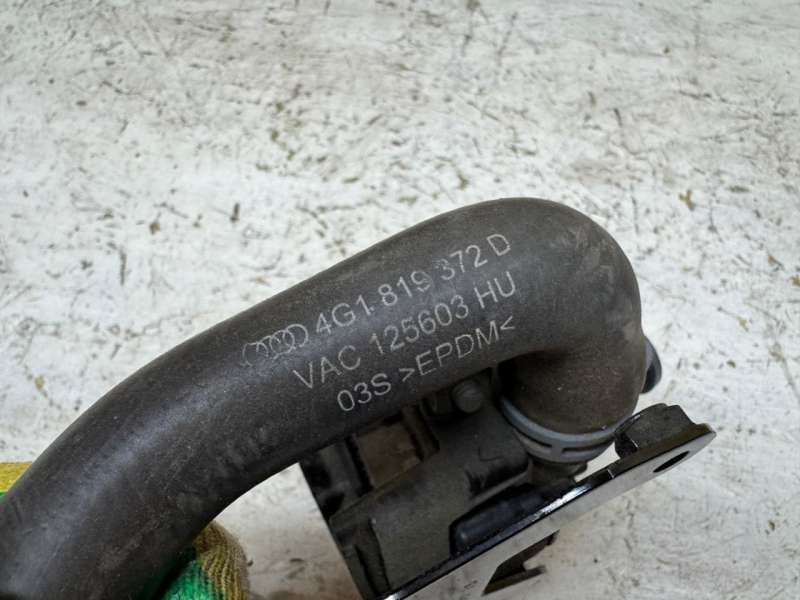 4G1 819 372 D
VAC 125603 HU
03S >EPDM<